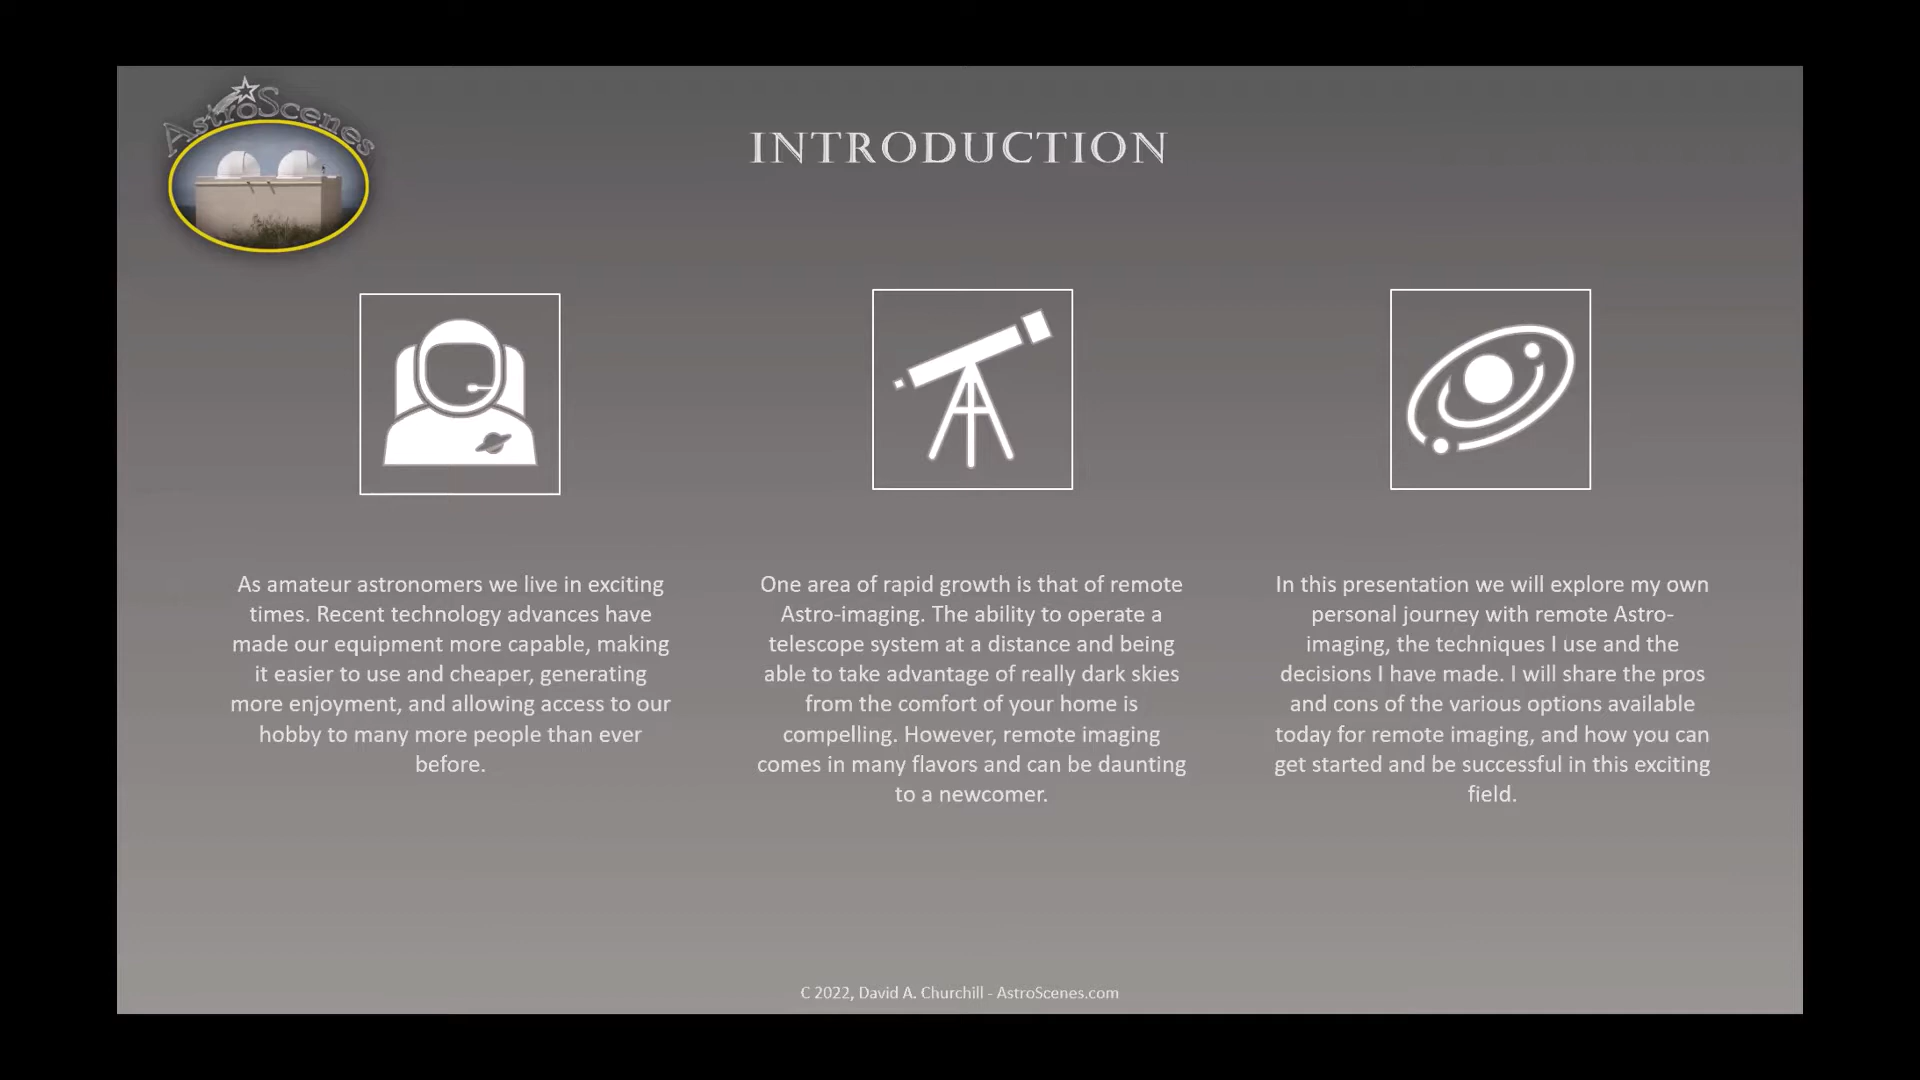 AstroScenes
INTRODUCTION
As amateur astronomers we live in exciting
times. Recent technology advances have
made our equipment more capable, making
it easier to use and cheaper, generating
more enjoyment, and allowing access to our
hobby to many more people than ever
before.
One area of rapid growth is that of remote
Astro-imaging. The ability to operate a
telescope system at a distance and being
able to take advantage of really dark skies
from the comfort of your home is
compelling. However, remote imaging
comes in many flavors and can be daunting
to a newcomer.
In this presentation we will explore my own
personal journey with remote Astro-
imaging, the techniques I use and the
decisions I have made. I will share the pros
and cons of the various options available
today for remote imaging, and how you can
get started and be successful in this exciting
field.
C 2022, David A. Churchill - AstroScenes.com